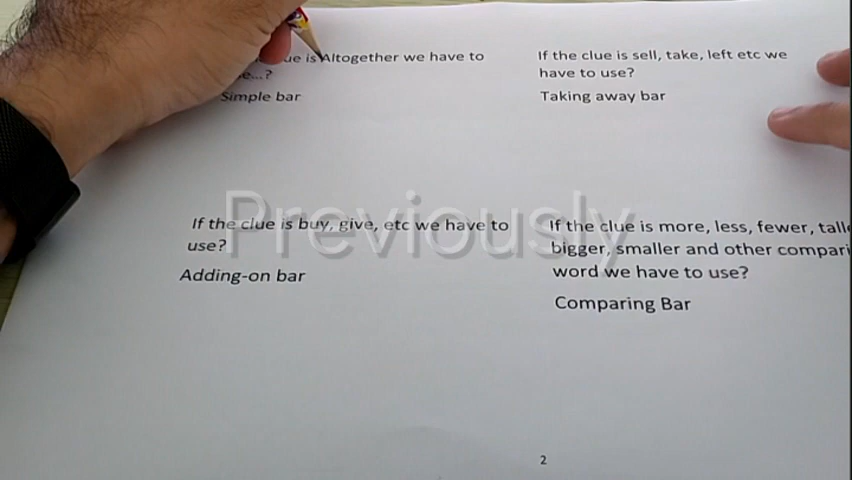 ue is Altogether we have to
e...?
Simple bar
If the clue is sell, take, left etc we
have to use?
Taking away bar
Previously
If the clue is buy, give, etc we have to
use?
Adding-on bar
If the clue is more, less, fewer, talle
bigger, smaller and other compari
word we have to use?
Comparing Bar
2